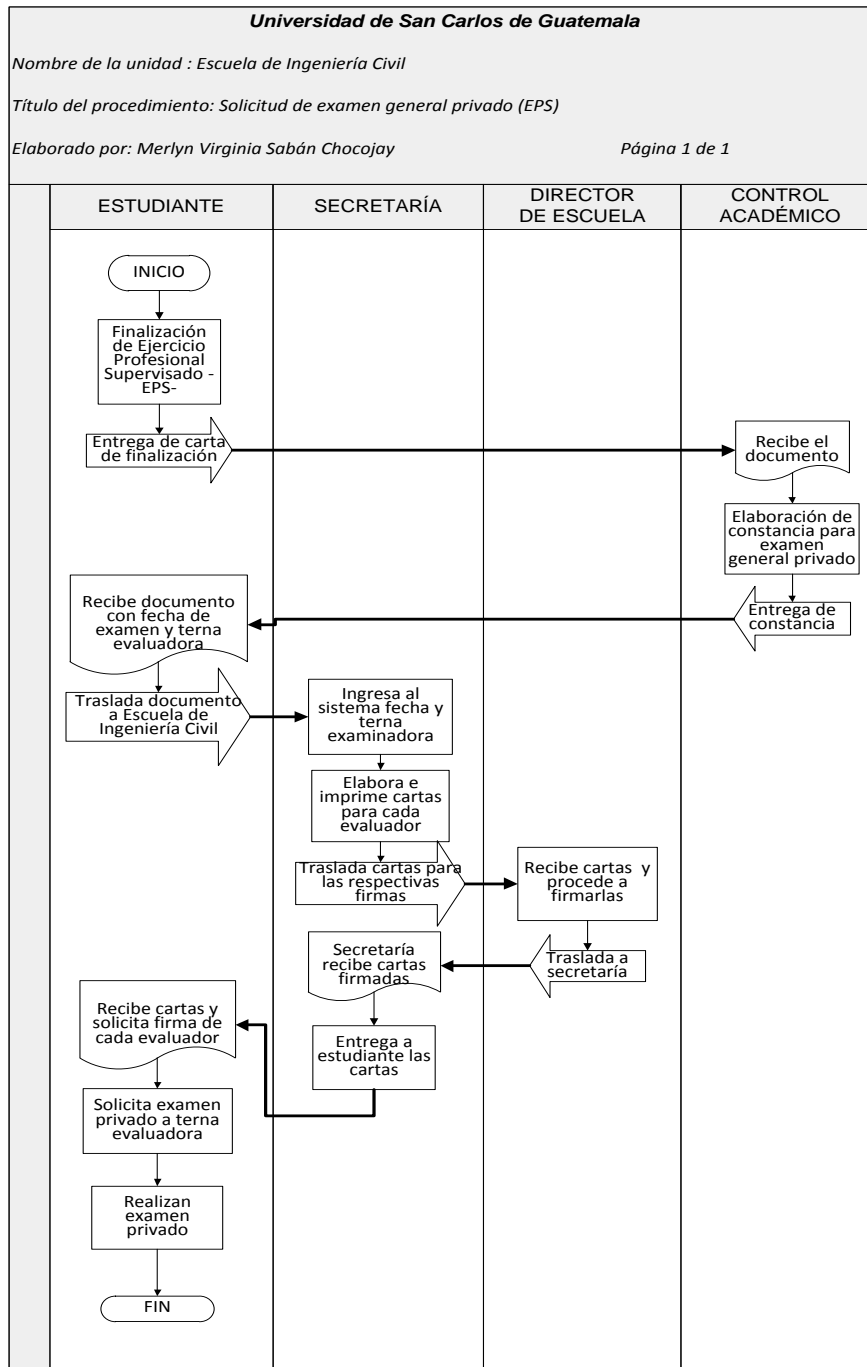 Universidad de San Carlos de Guatemala
Nombre de la unidad : Escuela de Ingeniería Civil
Título del procedimiento: Solicitud de examen general privado (EPS)
Elaborado por: Merlyn Virginia Sabán Chocojay
Página 1 de 1
ESTUDIANTE
SECRETARÍA
DIRECTOR
DE ESCUELA
CONTROL
ACADÉMICO
INICIO
Finalización
de Ejercicio
Profesional
Supervisado -
EPS-
Entrega de carta
de finalización
Recibe el
documento
Elaboración de
constancia para
examen
general privado
Entrega de
constancia
Recibe documento
con fecha de
examen y terna
evaluadora
Traslada documento
a Escuela de
Ingeniería Civil
Ingresa al
sistema fecha y
terna
examinadora
Elabora e
imprime cartas
para cada
evaluador
Traslada cartas para
las respectivas
firmas
Recibe cartas y
procede a
firmarlas
Traslada a
secretaría
Secretaría
recibe cartas
firmadas
Entrega a
estudiante las
cartas
Recibe cartas y
solicita firma de
cada evaluador
Solicita examen
privado a terna
evaluadora
Realizan
examen
privado
FIN